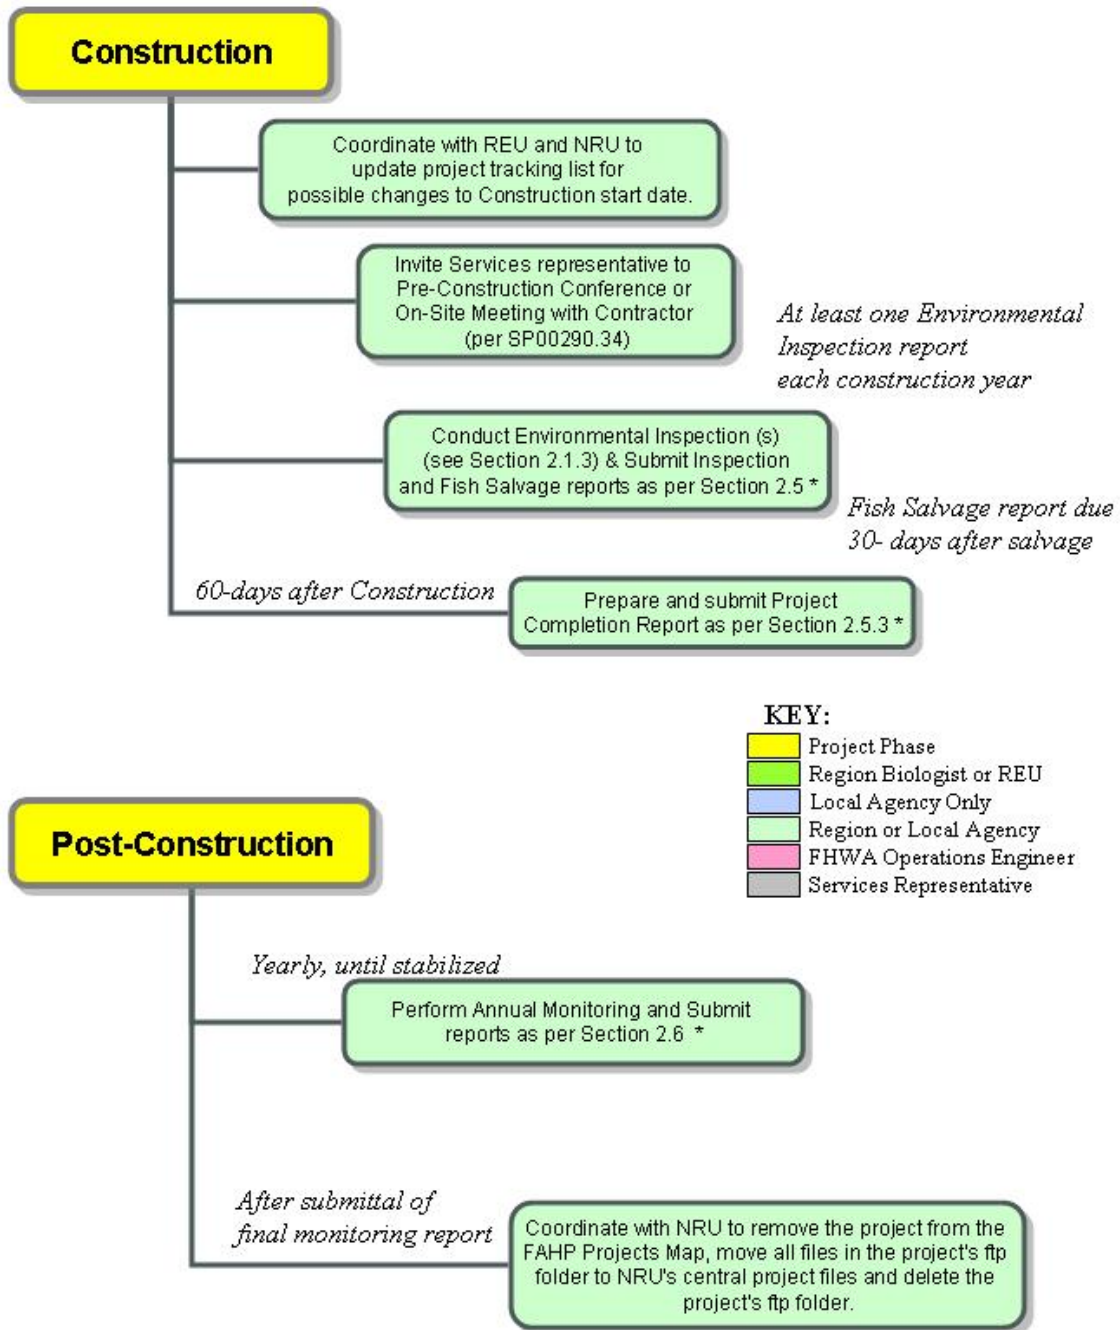 Construction
Coordinate with REU and NRU to
update project tracking list for
possible changes to Construction start date.
Invite Services representative to
Pre-Construction Conference or
On-Site Meeting with Contractor
(per SP00290.34)
At least one Environmental
Inspection report
each construction year
Conduct Environmental Inspection (s)
(see Section 2.1.3) & Submit Inspection
and Fish Salvage reports as per Section 2.5 *
Fish Salvage report due
30- days after salvage
60-days after Construction
Prepare and submit Project
Completion Report as per Section 2.5.3 *
KEY:
Project Phase
Region Biologist or REU
Local Agency Only
Region or Local Agency
FHWA Operations Engineer
Services Representative
Post-Construction
Yearly, until stabilized
Perform Annual Monitoring and Submit
reports as per Section 2.6 *
After submittal of
final monitoring report
Coordinate with NRU to remove the project from the
FAHP Projects Map, move all files in the project's ftp
folder to NRU's central project files and delete the
project's ftp folder.